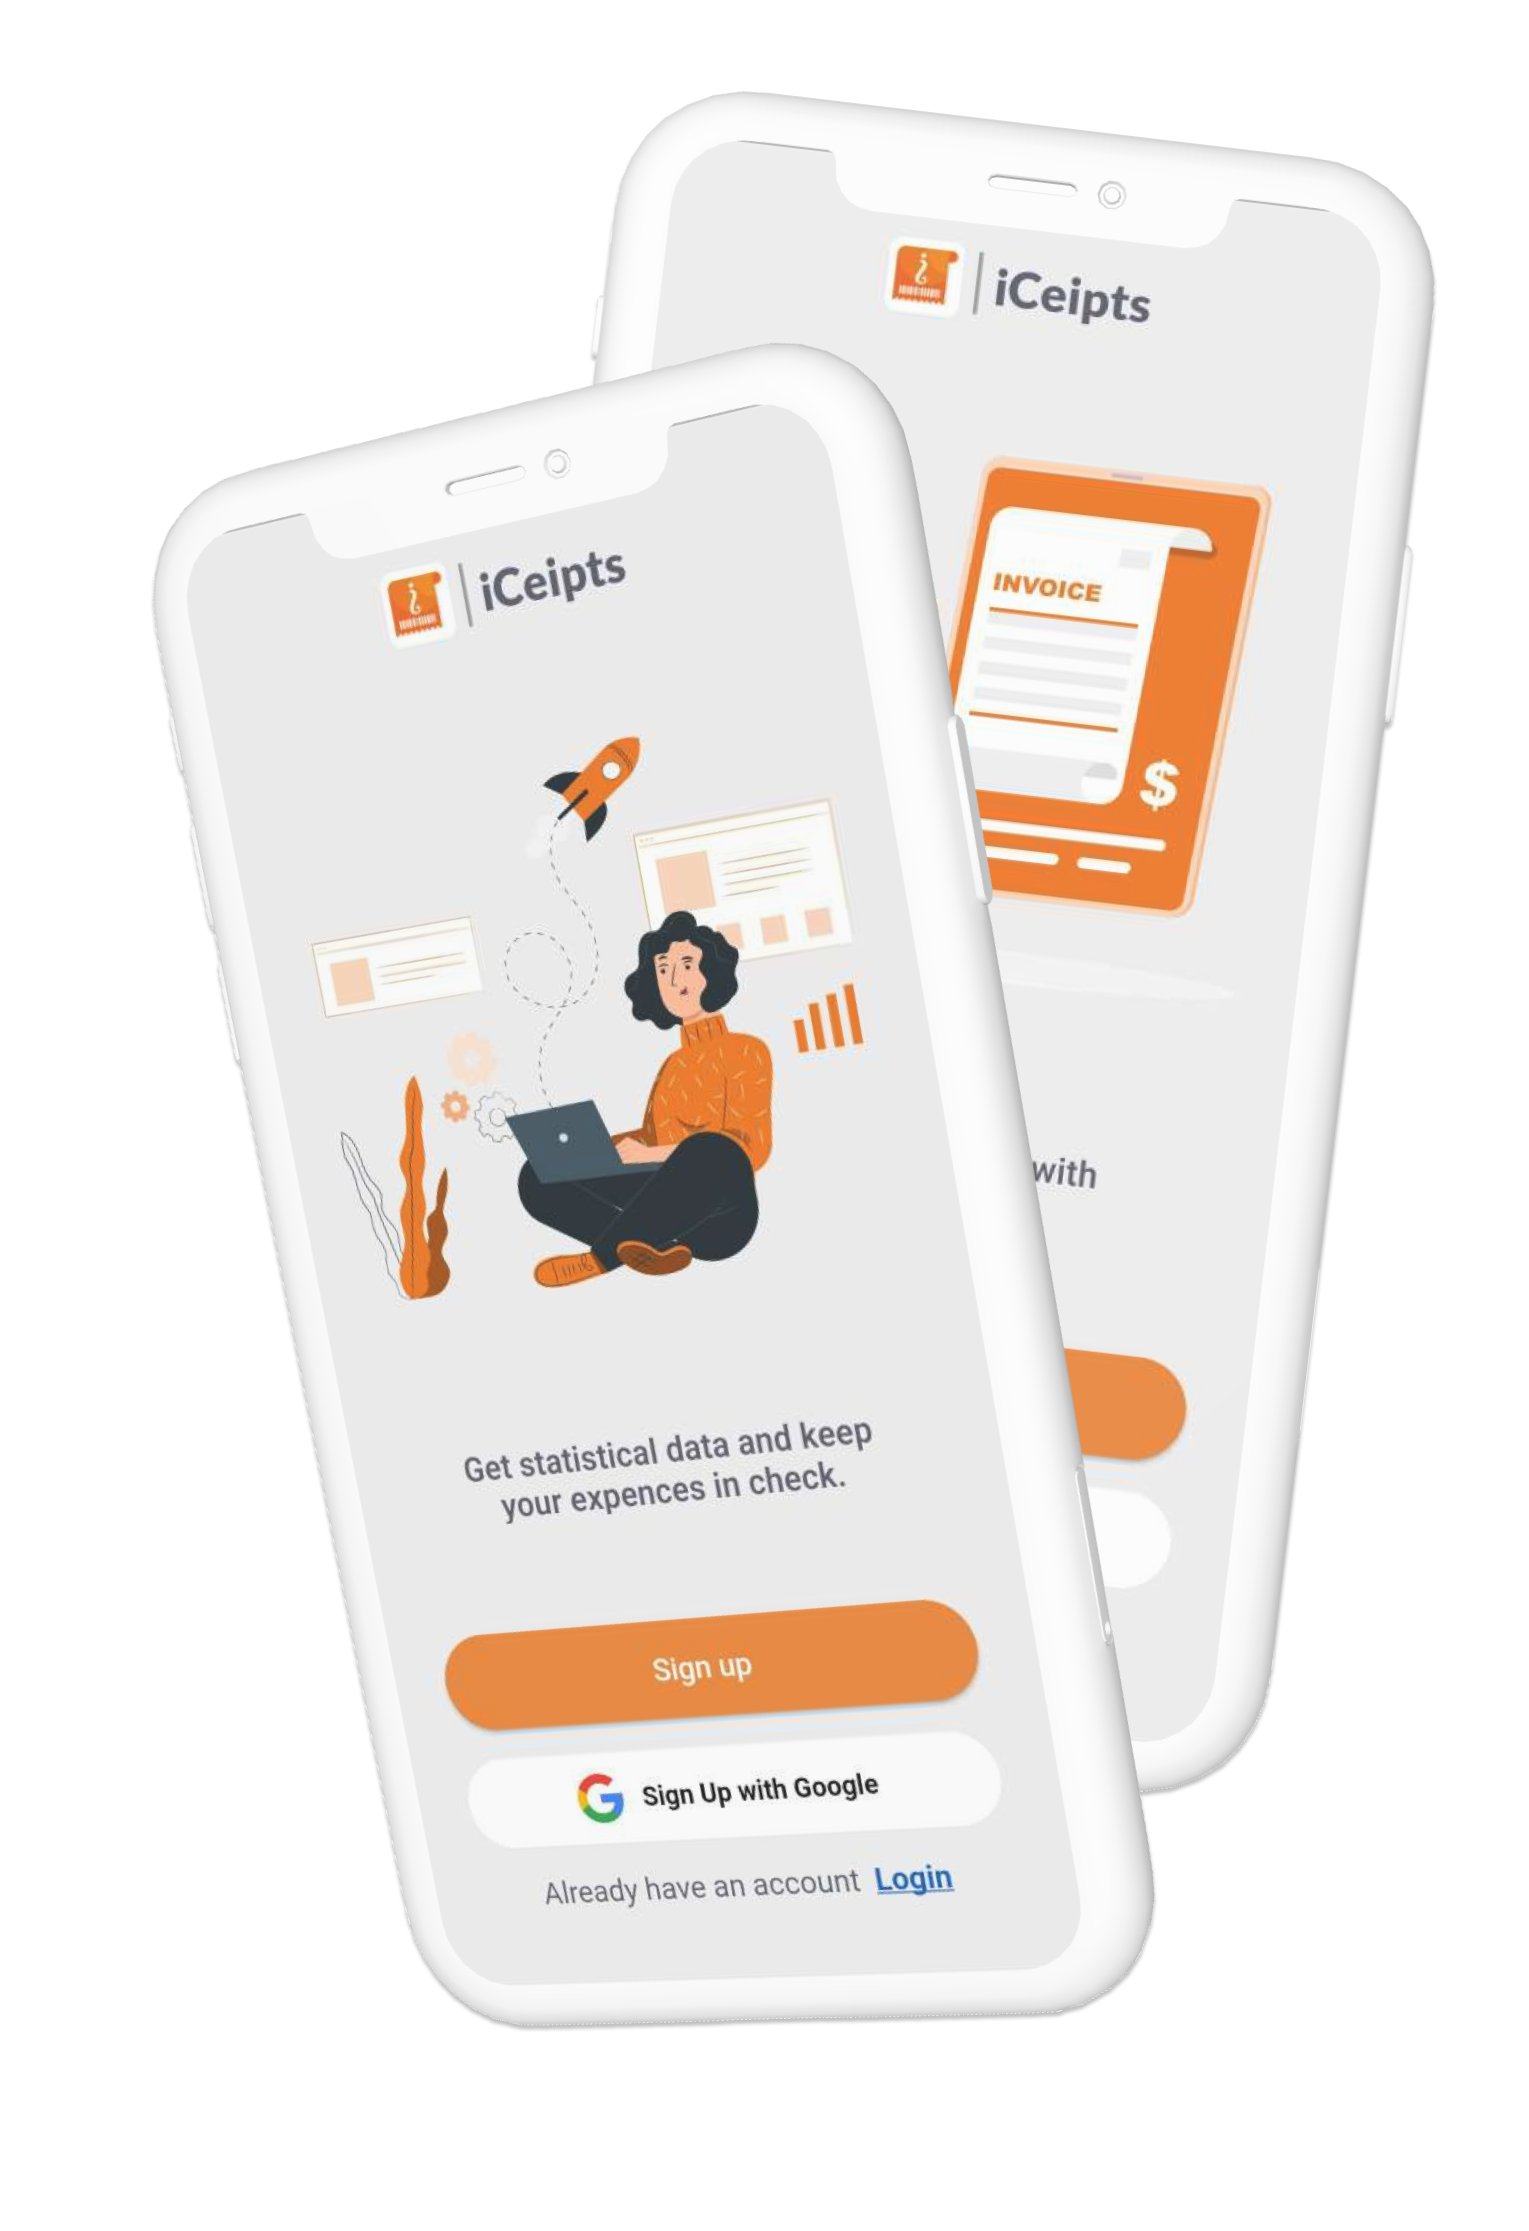 iCeipts
INVOICE
$
with
iCeipts
Get statistical data and keep
your expences in check.
Sign up
Sign Up with Google
Already have an account Login